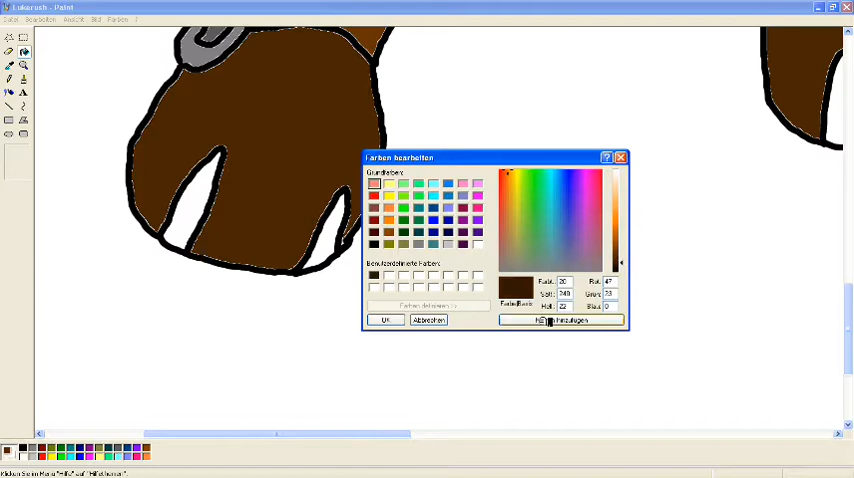 Lukarush - Paint
Datei Bearbeiten Ansicht Bild Farben ?
Farben bearbeiten
Grundfarben:
Benutzerdefinierte Farben:
Farben definieren >>
OK Abbrechen
Farbe|Basis
Farbt.: 20 Rot: 47
Sätt.: 240 Grün: 23
Hell.: 22 Blau: 0
hinzufügen
Klicken Sie im Menü "Hilfe" auf "Hilfethemen".